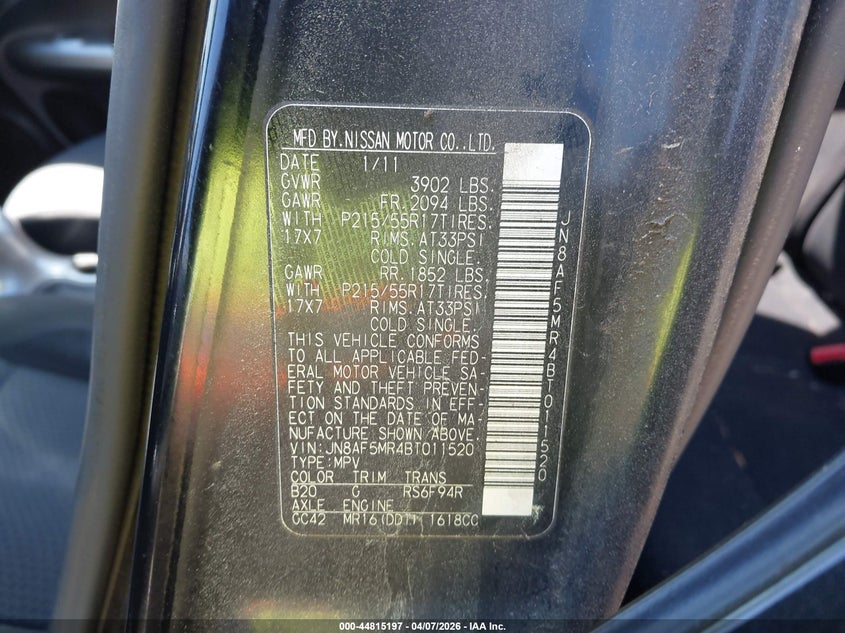 MFD BY.NISSAN MOTOR CO.,LTD.
DATE 1/11
GVWR 3902 LBS.
GAWR FR.2094 LBS.
WITH P215/55R17TIRES.
17X7 RIMS.AT33PSI
COLD SINGLE.
GAWR RR.1852 LBS.
WITH P215/55R17TIRES.
17X7 RIMS.AT33PSI
COLD SINGLE.
THIS VEHICLE CONFORMS
TO ALL APPLICABLE FED-
ERAL MOTOR VEHICLE SA-
FETY AND THEFT PREVEN-
TION STANDARDS IN EFF-
ECT ON THE DATE OF MA-
NUFACTURE SHOWN ABOVE.
VIN:JN8AF5MR4BT011520
TYPE:MPV
COLOR TRIM TRANS
B20 G RS6F94R
AXLE ENGINE
GC42 MR16(DDT) 1618CC
JN8AF5MR4BT011520
000-44815197 - 04/07/2026 - IAA Inc.